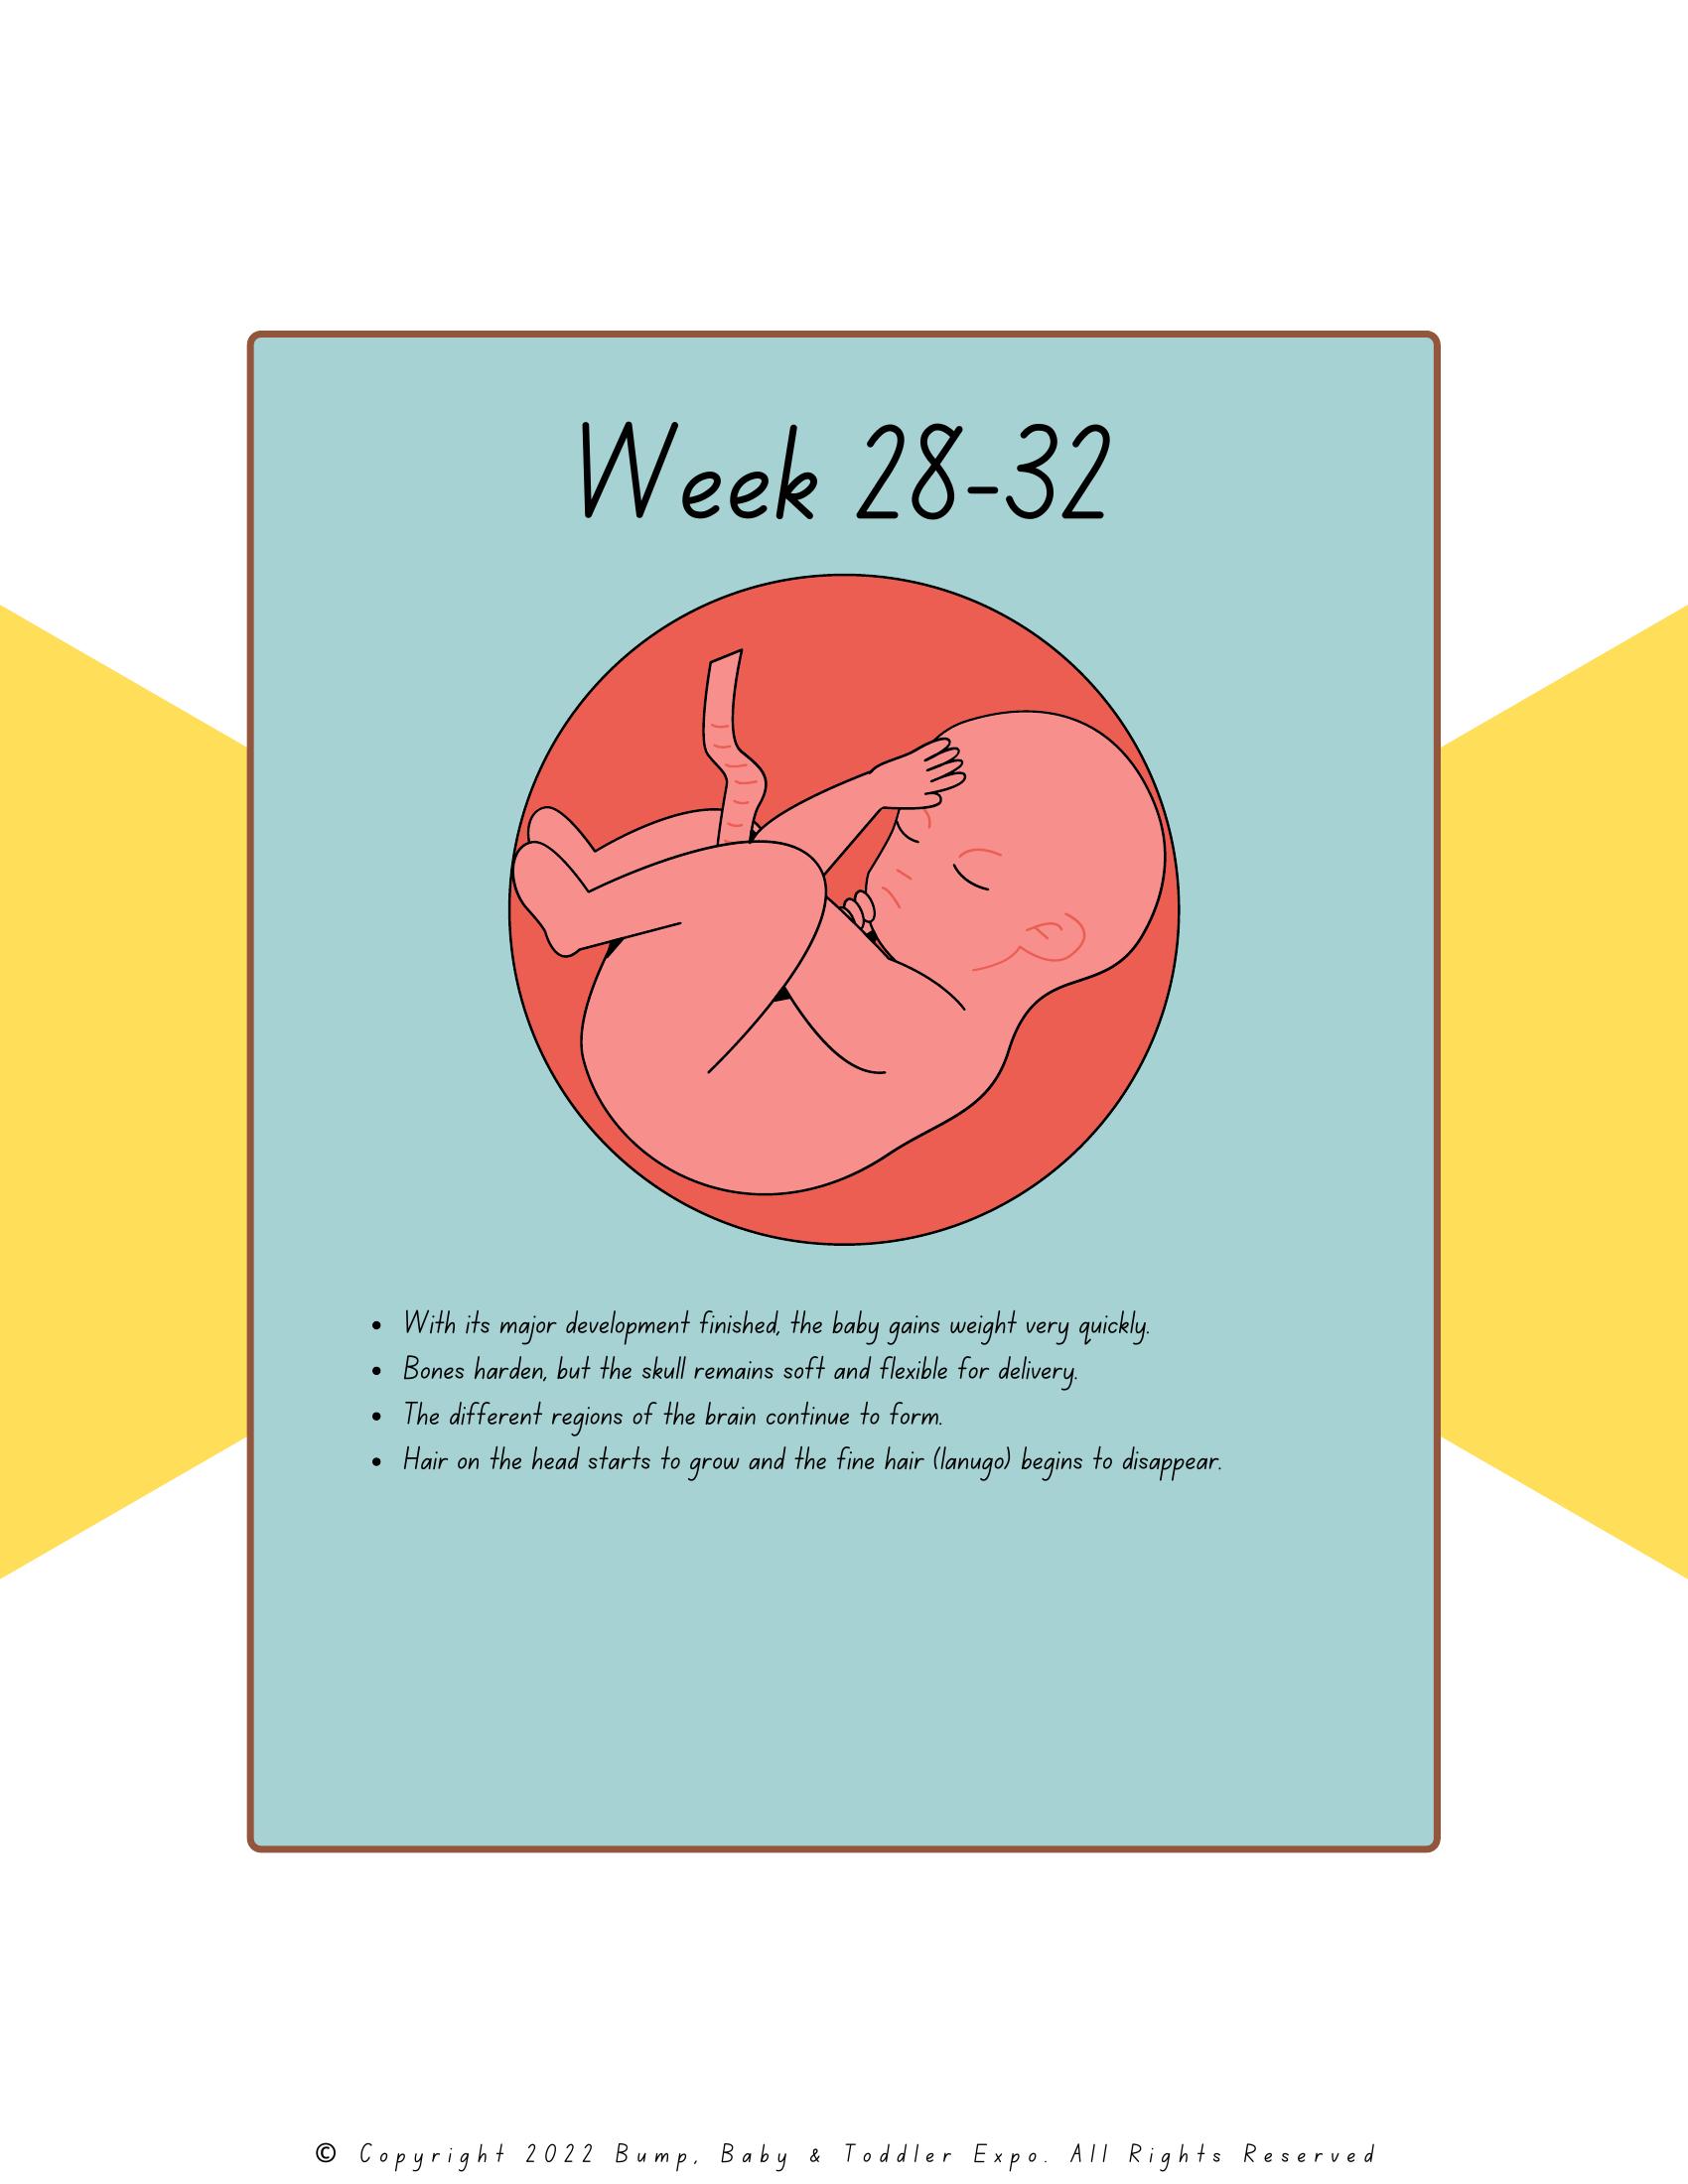 Week 28-32
• With its major development finished, the baby gains weight very quickly.
• Bones harden, but the skull remains soft and flexible for delivery.
• The different regions of the brain continue to form.
• Hair on the head starts to grow and the fine hair (lanugo) begins to disappear.
© Copyright 2022 Bump, Baby & Toddler Expo. All Rights Reserved